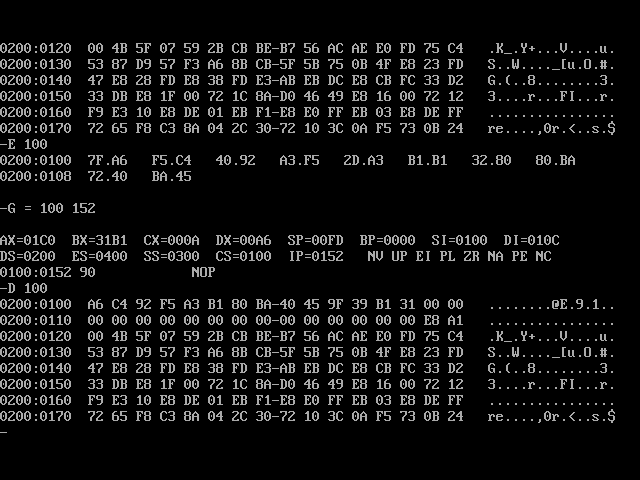 0200:0120  00 4B 5F 07 59 2B CB BE-B7 56 AC AE E0 FD 75 C4   .K_.Y+...V....u.
0200:0130  53 87 D9 57 F3 A6 8B CB-5F 5B 75 0B 4F E8 23 FD   S..W...._[u.O.#.
0200:0140  47 E8 28 FD E8 38 FD E3-AB EB DC E8 CB FC 33 D2   G.(..8........3.
0200:0150  33 DB E8 1F 00 72 1C 8A-D0 46 49 E8 16 00 72 12   3....r...FI...r.
0200:0160  F9 E3 10 E8 DE 01 EB F1-E8 E0 FF EB 03 E8 DE FF   ................
0200:0170  72 65 F8 C3 8A 04 2C 30-72 10 3C 0A F5 73 0B 24   re....,0r.<..s.$
-E 100
0200:0100  7F.A6   F5.C4   40.92   A3.F5   2D.A3   B1.B1   32.80   80.BA
0200:0108  72.40   BA.45
-G = 100 152
AX=01C0  BX=31B1  CX=000A  DX=00A6  SP=00FD  BP=0000  SI=0100  DI=010C
DS=0200  ES=0400  SS=0300  CS=0100  IP=0152   NV UP EI PL ZR NA PE NC
0100:0152 90            NOP
-D 100
0200:0100  A6 C4 92 F5 A3 B1 80 BA-40 45 9F 39 B1 31 00 00   ........@E.9.1..
0200:0110  00 00 00 00 00 00 00 00-00 00 00 00 00 00 E8 A1   ................
0200:0120  00 4B 5F 07 59 2B CB BE-B7 56 AC AE E0 FD 75 C4   .K_.Y+...V....u.
0200:0130  53 87 D9 57 F3 A6 8B CB-5F 5B 75 0B 4F E8 23 FD   S..W...._[u.O.#.
0200:0140  47 E8 28 FD E8 38 FD E3-AB EB DC E8 CB FC 33 D2   G.(..8........3.
0200:0150  33 DB E8 1F 00 72 1C 8A-D0 46 49 E8 16 00 72 12   3....r...FI...r.
0200:0160  F9 E3 10 E8 DE 01 EB F1-E8 E0 FF EB 03 E8 DE FF   ................
0200:0170  72 65 F8 C3 8A 04 2C 30-72 10 3C 0A F5 73 0B 24   re....,0r.<..s.$
-